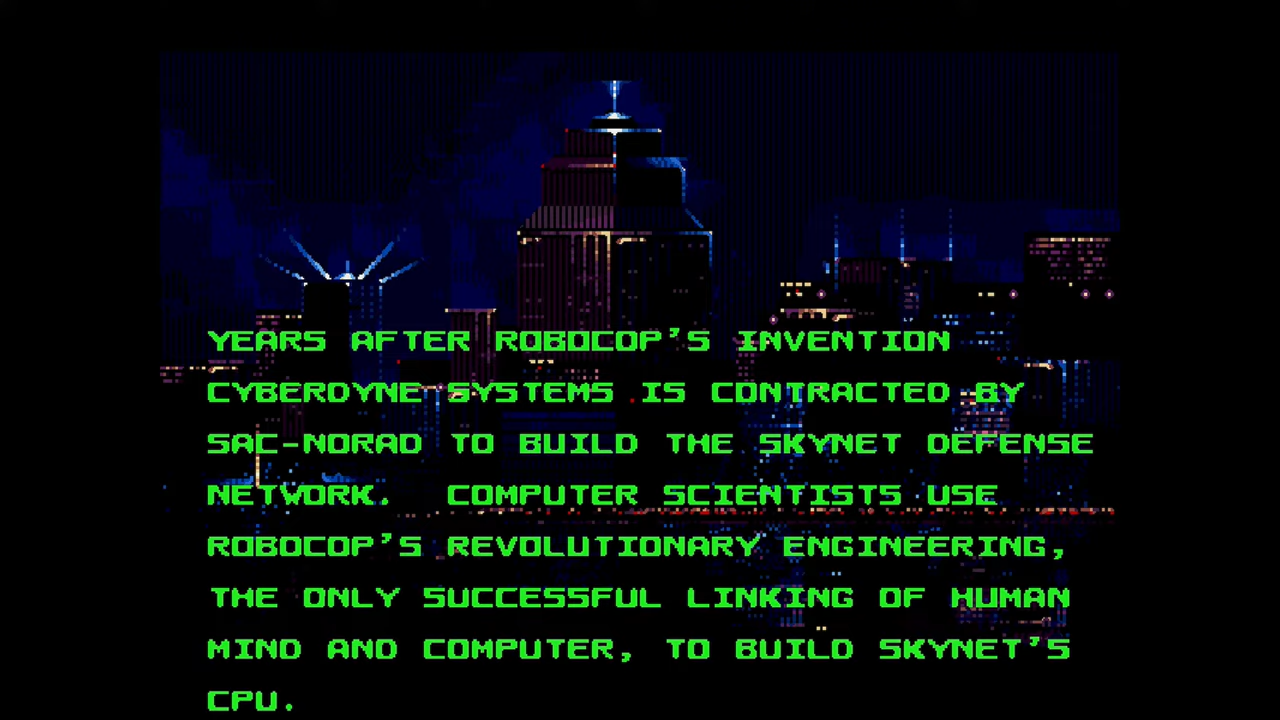 YEARS AFTER ROBOCOP'S INVENTION
CYBERDYNE SYSTEMS IS CONTRACTED BY
SAC-NORAD TO BUILD THE SKYNET DEFENSE
NETWORK.  COMPUTER SCIENTISTS USE
ROBOCOP'S REVOLUTIONARY ENGINEERING,
THE ONLY SUCCESSFUL LINKING OF HUMAN
MIND AND COMPUTER, TO BUILD SKYNET'S
CPU.